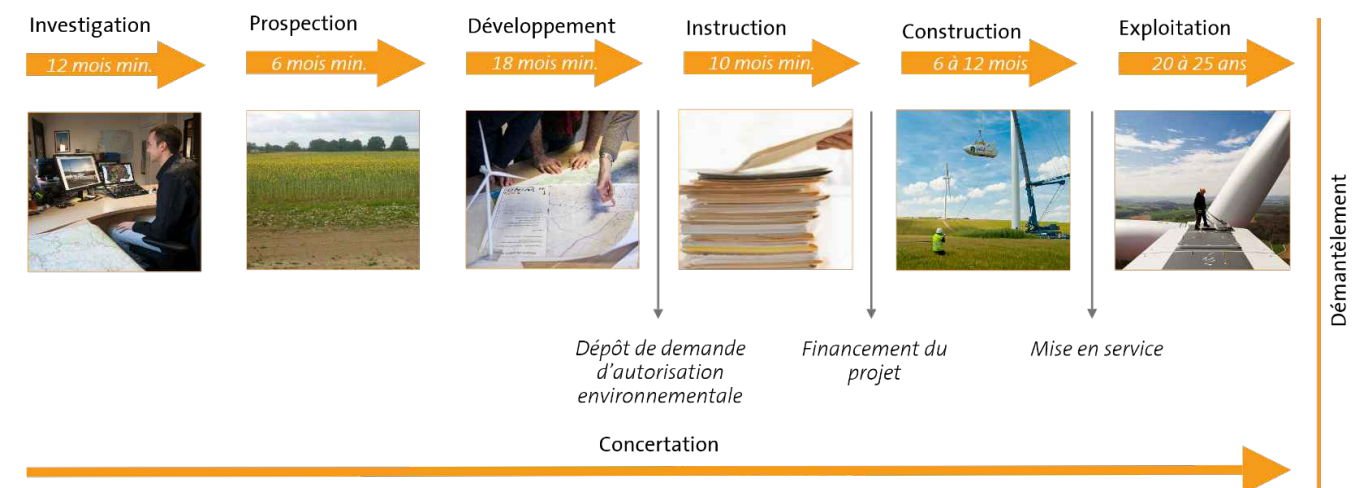 Investigation
12 mois min.
Prospection
6 mois min.
Développement
18 mois min.
Instruction
10 mois min.
Construction
6 à 12 mois
Exploitation
20 à 25 ans
Démantèlement
Dépôt de demande
d'autorisation
environnementale
Financement du
projet
Mise en service
Concertation